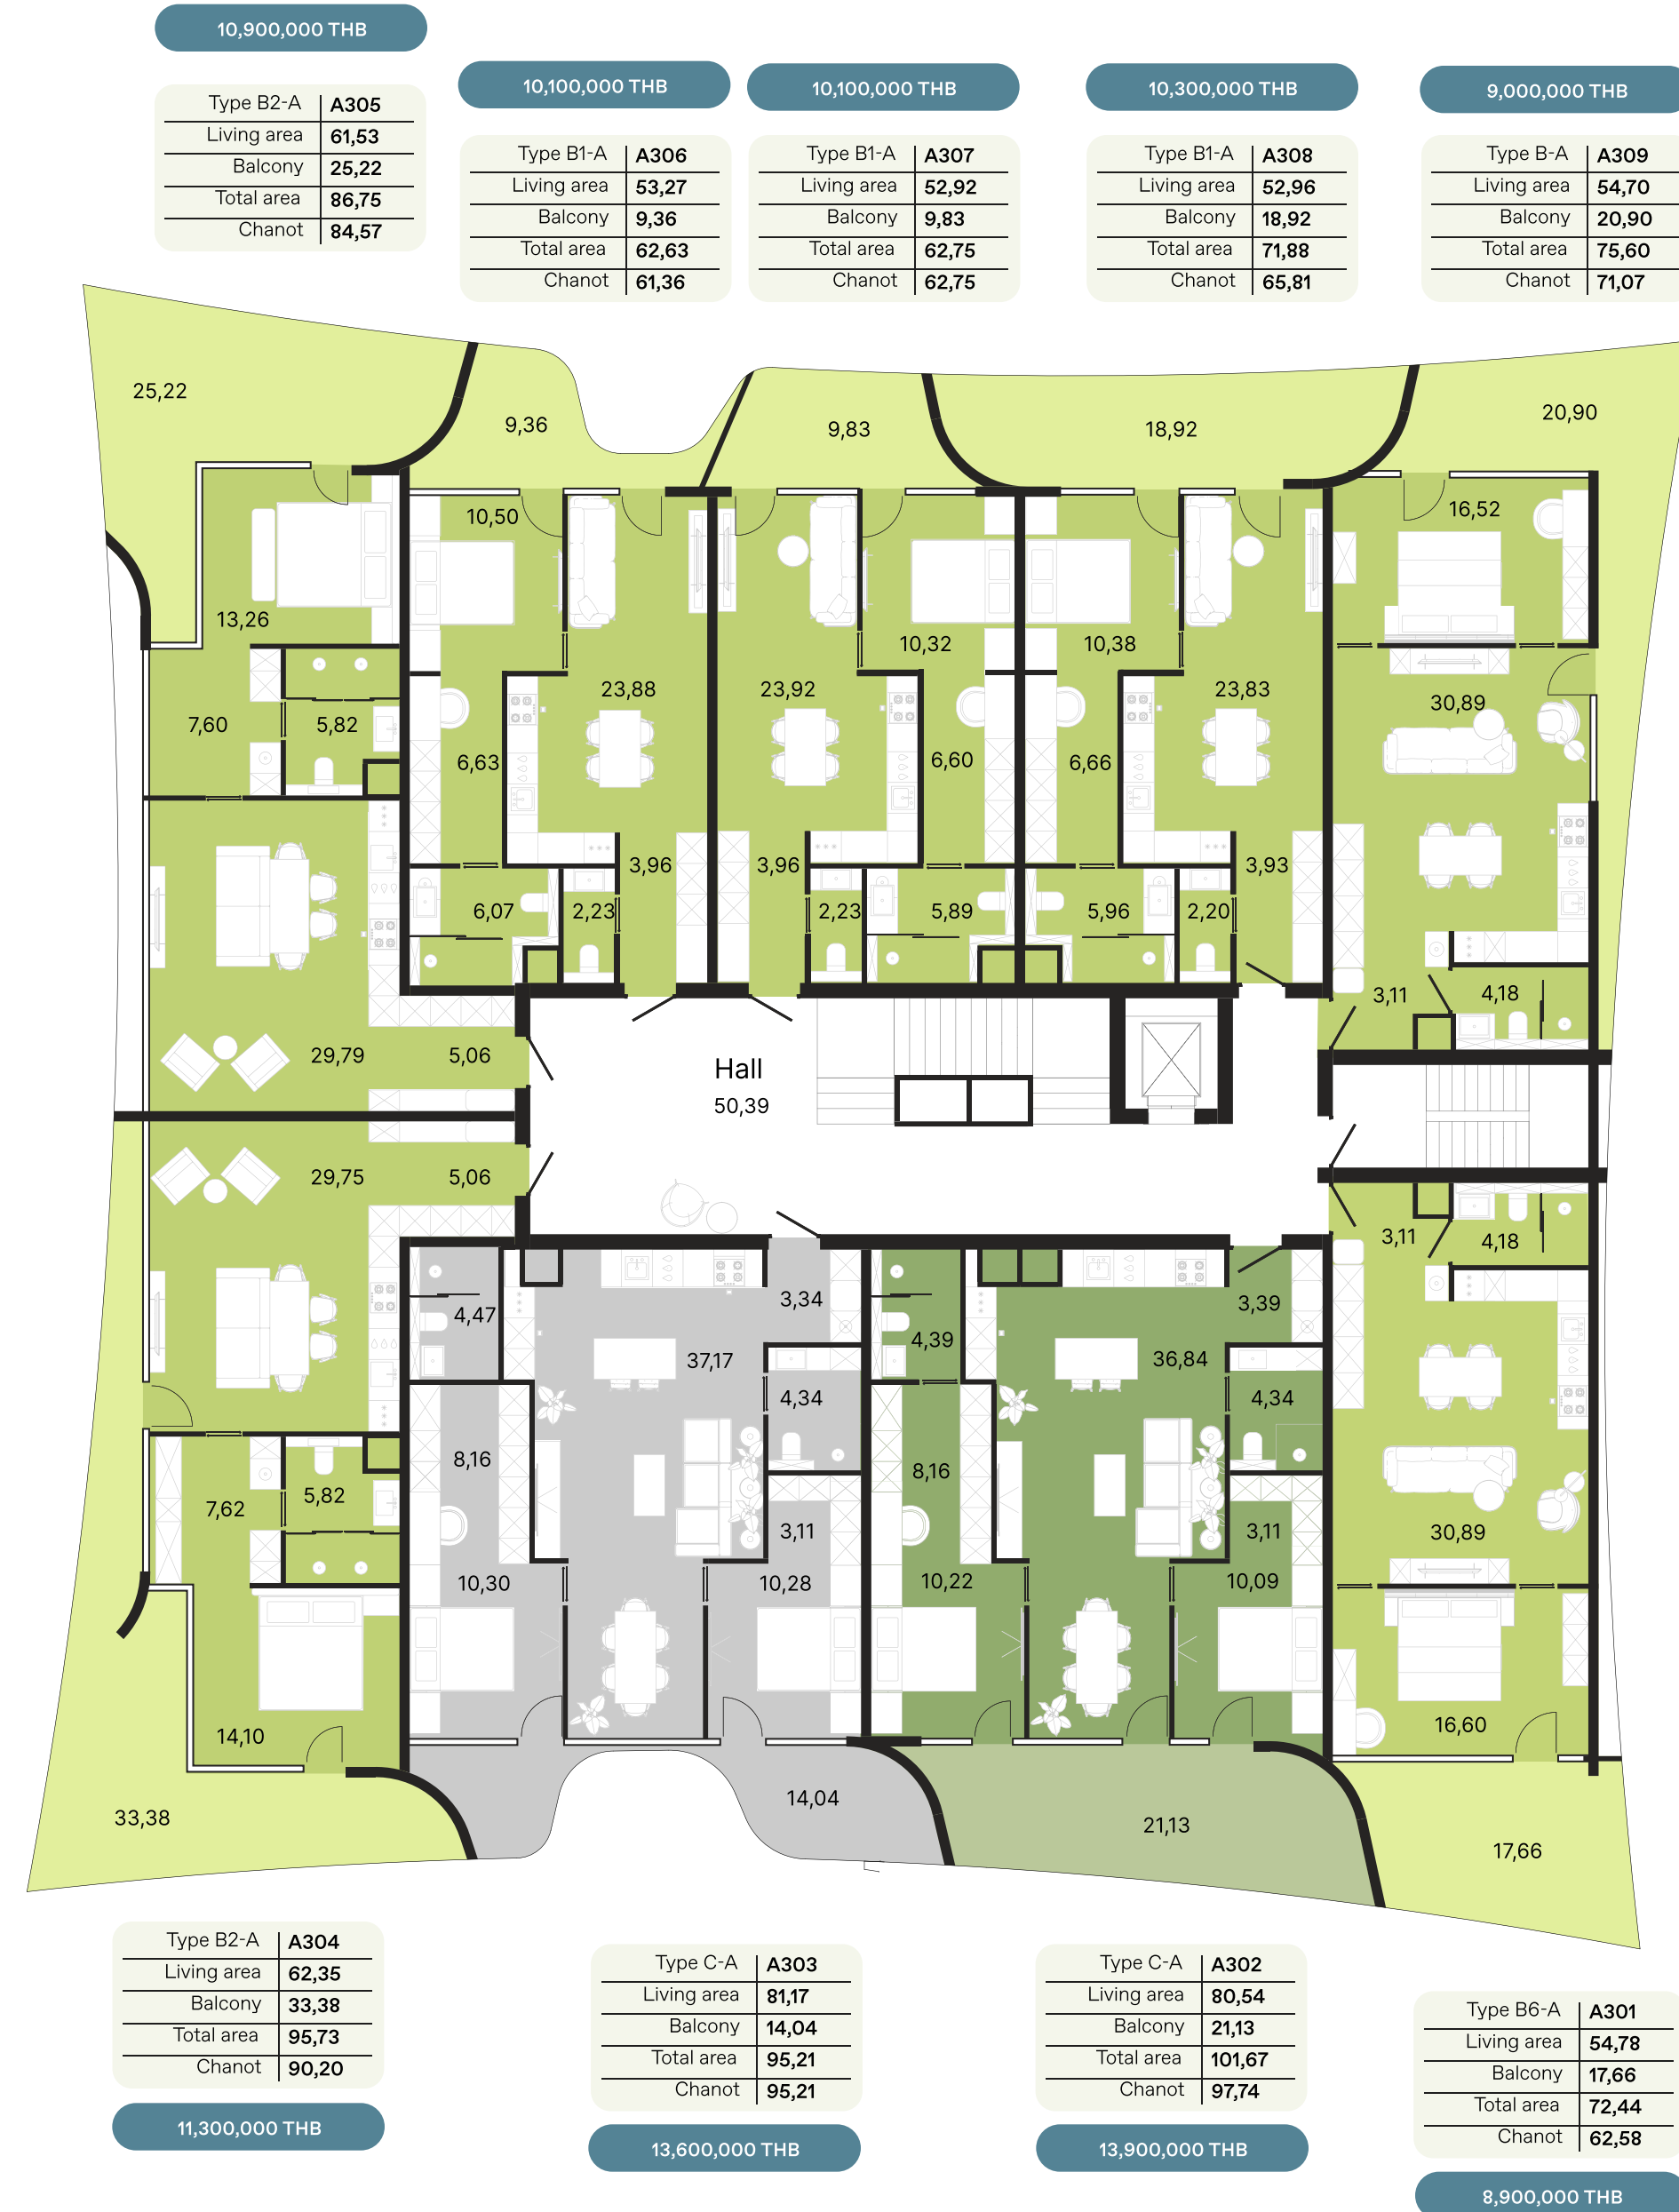 10,900,000 THB
Type B2-A A305
Living area 61,53
Balcony 25,22
Total area 86,75
Chanot 84,57
10,100,000 THB
Type B1-A A306
Living area 53,27
Balcony 9,36
Total area 62,63
Chanot 61,36
10,100,000 THB
Type B1-A A307
Living area 52,92
Balcony 9,83
Total area 62,75
Chanot 62,75
10,300,000 THB
Type B1-A A308
Living area 52,96
Balcony 18,92
Total area 71,88
Chanot 65,81
9,000,000 THB
Type B-A A309
Living area 54,70
Balcony 20,90
Total area 75,60
Chanot 71,07
25,22
9,36
9,83
18,92
20,90
10,50
16,52
13,26
10,32
10,38
23,88
23,92
23,83
30,89
7,60
5,82
6,63
6,60
6,66
3,96
3,96
3,93
6,07
2,23
2,23
5,89
5,96
2,20
3,11
4,18
29,79
5,06
Hall
50,39
29,75
5,06
3,11
4,18
4,47
3,34
4,39
3,39
37,17
36,84
4,34
4,34
8,16
8,16
7,62
5,82
3,11
3,11
30,89
10,30
10,28
10,22
10,09
14,10
16,60
33,38
14,04
21,13
17,66
Type B2-A A304
Living area 62,35
Balcony 33,38
Total area 95,73
Chanot 90,20
11,300,000 THB
Type C-A A303
Living area 81,17
Balcony 14,04
Total area 95,21
Chanot 95,21
13,600,000 THB
Type C-A A302
Living area 80,54
Balcony 21,13
Total area 101,67
Chanot 97,74
13,900,000 THB
Type B6-A A301
Living area 54,78
Balcony 17,66
Total area 72,44
Chanot 62,58
8,900,000 THB